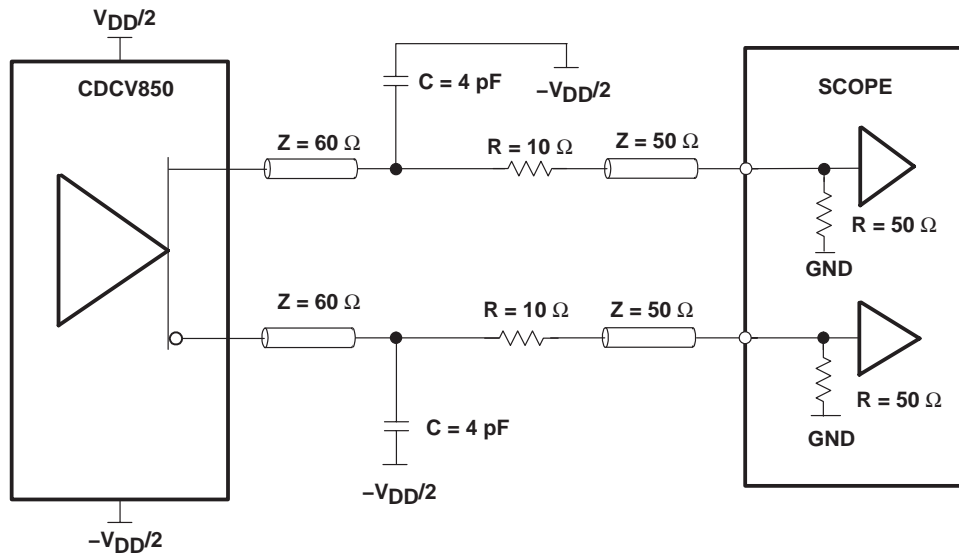 VDD/2
CDCV850
C = 4 pF
–VDD/2
SCOPE
Z = 60 Ω
R = 10 Ω
Z = 50 Ω
R = 50 Ω
GND
Z = 60 Ω
R = 10 Ω
Z = 50 Ω
R = 50 Ω
GND
C = 4 pF
–VDD/2
–VDD/2